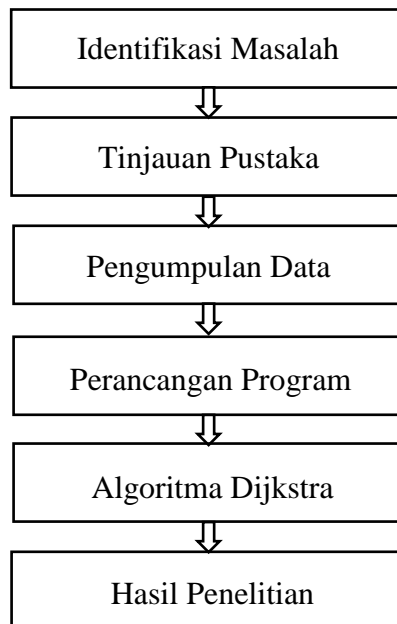 Identifikasi Masalah
Tinjauan Pustaka
Pengumpulan Data
Perancangan Program
Algoritma Dijkstra
Hasil Penelitian